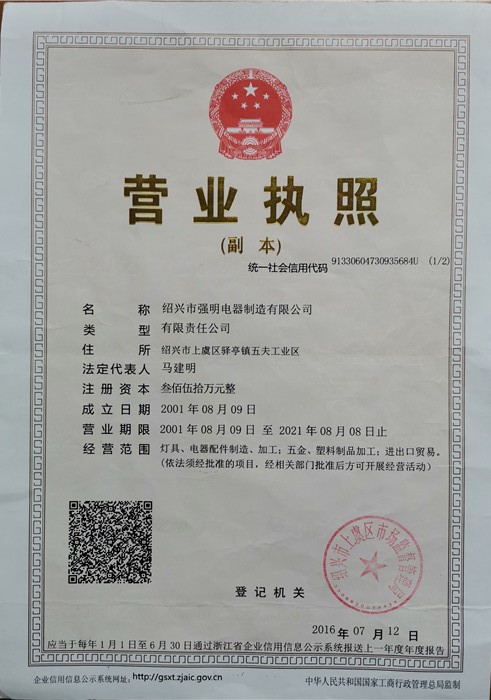 营业执照
(副 本)
统一社会信用代码 91330604730935684U (1/2)
名 称 绍兴市强明电器制造有限公司
类 型 有限责任公司
住 所 绍兴市上虞区驿亭镇五夫工业区
法定代表人 马建明
注册资本 叁佰伍拾万元整
成立日期 2001年08月09日
营业期限 2001年08月09日 至 2021年08月08日止
经营范围 灯具、电器配件制造、加工;五金、塑料制品加工;进出口贸易。
(依法须经批准的项目,经相关部门批准后方可开展经营活动)
绍兴市上虞区市场监督管理局
登记机关
2016年07月12日
应当于每年1月1日至6月30日通过浙江省企业信用信息公示系统报送上一年度年度报告
企业信用信息公示系统网址: http://gsxt.zjaic.gov.cn
中华人民共和国国家工商行政管理总局监制